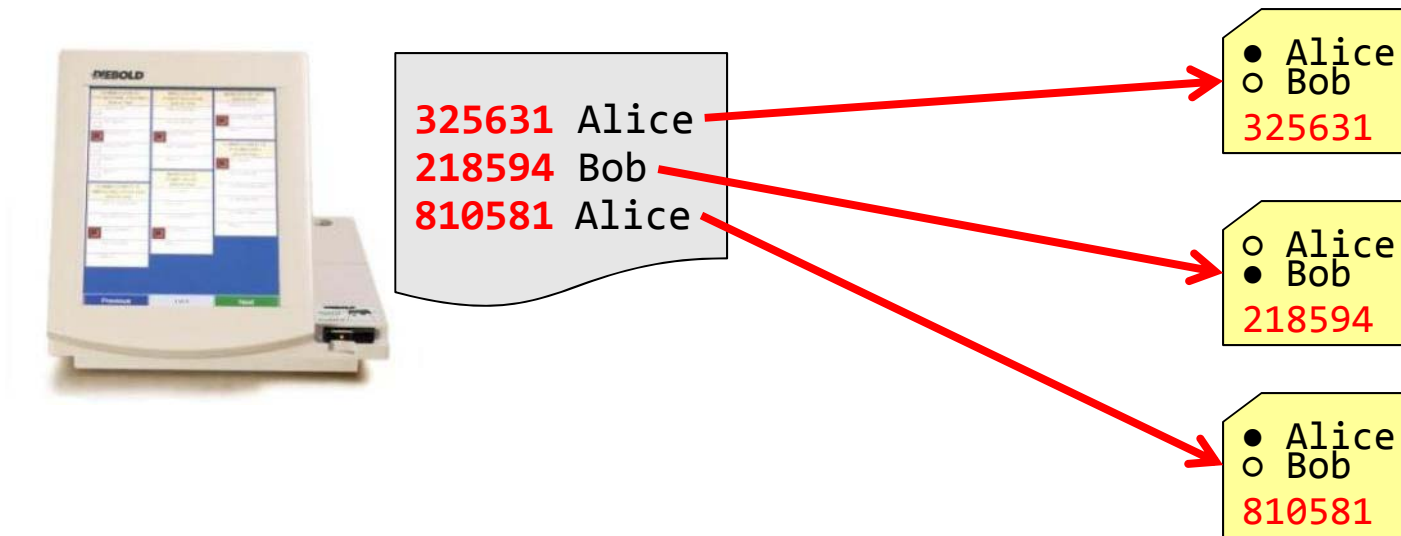 DIEBOLD
325631 Alice
218594 Bob
810581 Alice
● Alice
○ Bob
325631
○ Alice
● Bob
218594
● Alice
○ Bob
810581